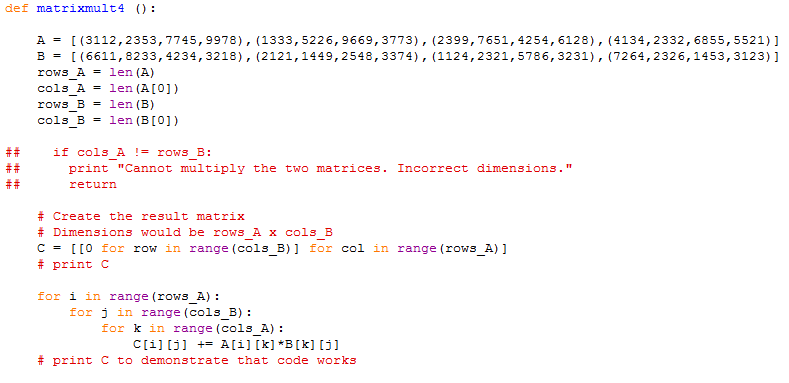 def matrixmult4 ():
A = [(3112,2353,7745,9978),(1333,5226,9669,3773),(2399,7651,4254,6128),(4134,2332,6855,5521)]
B = [(6611,8233,4234,3218),(2121,1449,2548,3374),(1124,2321,5786,3231),(7264,2326,1453,3123)]
rows_A = len(A)
cols_A = len(A[0])
rows_B = len(B)
cols_B = len(B[0])
##    if cols_A != rows_B:
##      print "Cannot multiply the two matrices. Incorrect dimensions."
##      return
# Create the result matrix
# Dimensions would be rows_A x cols_B
C = [[0 for row in range(cols_B)] for col in range(rows_A)]
# print C
for i in range(rows_A):
for j in range(cols_B):
for k in range(cols_A):
C[i][j] += A[i][k]*B[k][j]
# print C to demonstrate that code works